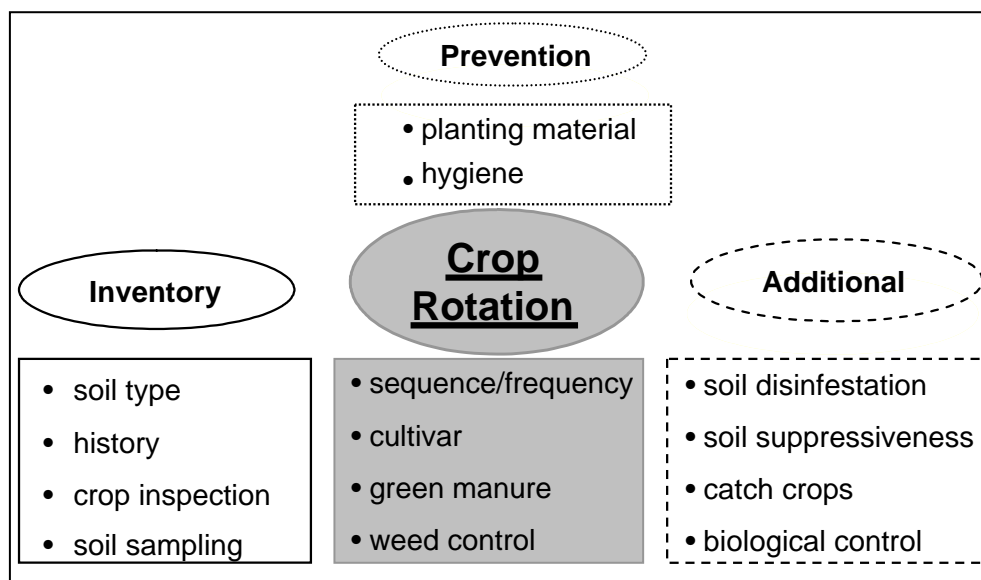 Prevention
• planting material
• hygiene
Crop
Rotation
Inventory
Additional
• soil type
• history
• crop inspection
• soil sampling
• sequence/frequency
• cultivar
• green manure
• weed control
• soil disinfestation
• soil suppressiveness
• catch crops
• biological control